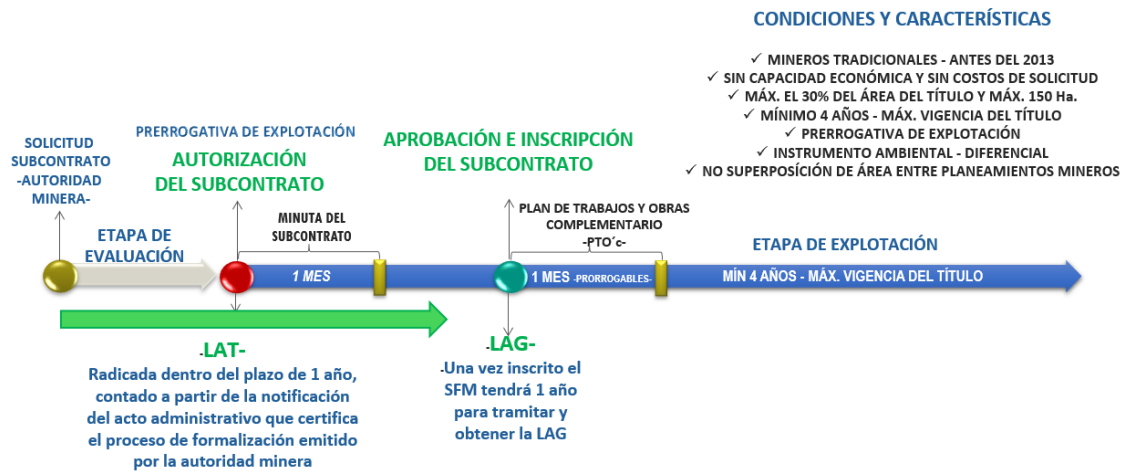 CONDICIONES Y CARACTERÍSTICAS
✓ MINEROS TRADICIONALES - ANTES DEL 2013
✓ SIN CAPACIDAD ECONÓMICA Y SIN COSTOS DE SOLICITUD
✓ MÁX. EL 30% DEL ÁREA DEL TÍTULO Y MÁX. 150 Ha.
✓ MÍNIMO 4 AÑOS - MÁX. VIGENCIA DEL TÍTULO
✓ PRERROGATIVA DE EXPLOTACIÓN
✓ INSTRUMENTO AMBIENTAL - DIFERENCIAL
✓ NO SUPERPOSÍCIÓN DE ÁREA ENTRE PLANEAMIENTOS MINEROS
SOLICITUD
SUBCONTRATO
-AUTORIDAD
MINERA-
PRERROGATIVA DE EXPLOTACIÓN
AUTORIZACIÓN
DEL SUBCONTRATO
APROBACIÓN E INSCRIPCIÓN
DEL SUBCONTRATO
ETAPA DE
EVALUACIÓN
MINUTA DEL
SUBCONTRATO
PLAN DE TRABAJOS Y OBRAS
COMPLEMENTARIO
-PTO´c-
ETAPA DE EXPLOTACIÓN
1 MES
1 MES -PRORROGABLES-
MÍN 4 AÑOS - MÁX. VIGENCIA DEL TÍTULO
-LAT-
Radicada dentro del plazo de 1 año,
contado a partir de la notificación
del acto administrativo que certifica
el proceso de formalización emitido
por la autoridad minera
-LAG-
-Una vez inscrito el
SFM tendrá 1 año
para tramitar y
obtener la LAG